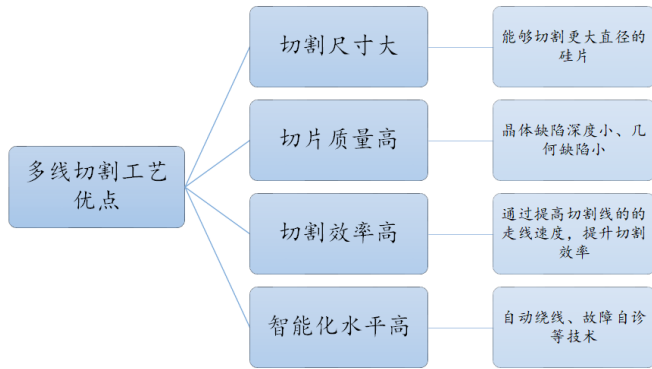 多线切割工艺
优点
切割尺寸大
能够切割更大直径的
硅片
切片质量高
晶体缺陷深度小、几
何缺陷小
切割效率高
通过提高切割线的的
走线速度，提升切割
效率
智能化水平高
自动绕线、故障自诊
等技术